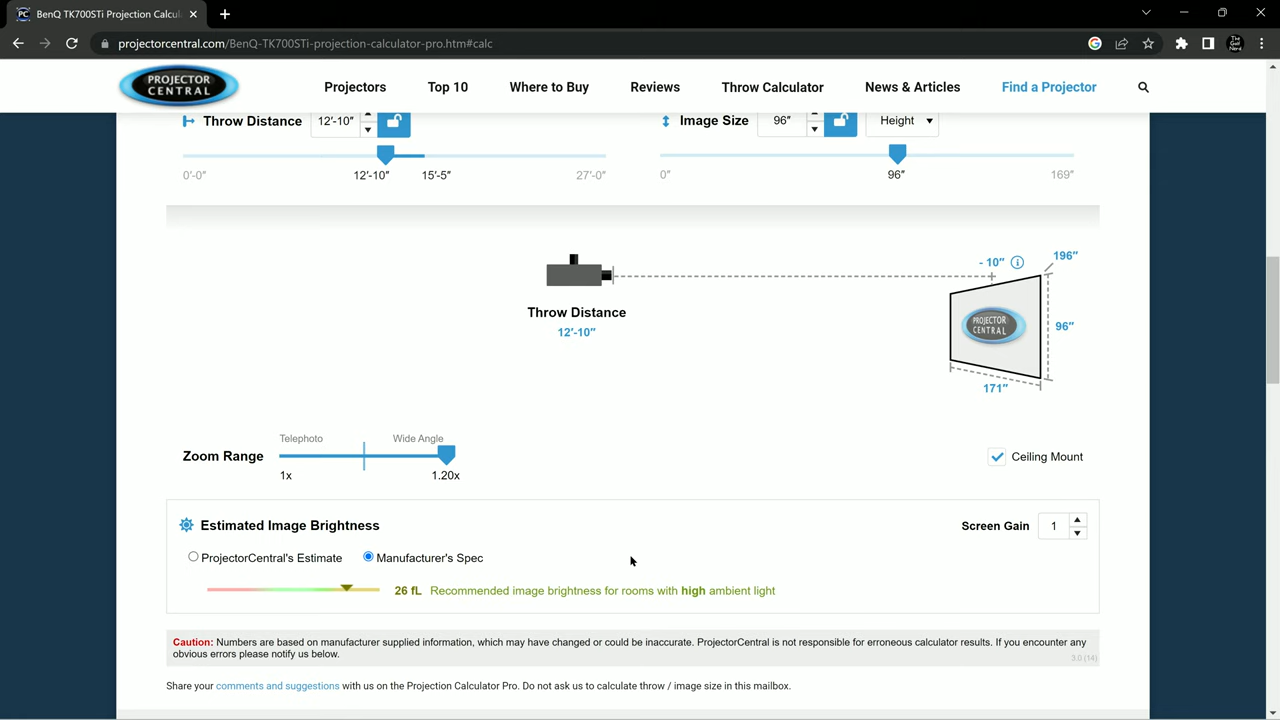 BenQ TK700STi Projection Calcul
projectorcentral.com/BenQ-TK700STi-projection-calculator-pro.htm#calc
PROJECTOR
CENTRAL
Projectors
Top 10
Where to Buy
Reviews
Throw Calculator
News & Articles
Find a Projector
Throw Distance
12'-10"
Image Size
96"
Height
0'-0"
12'-10"
15'-5"
27'-0"
0"
96"
169"
- 10"
196"
PROJECTOR
CENTRAL
96"
171"
Throw Distance
12'-10"
Telephoto
Wide Angle
Zoom Range
1x
1.20x
Ceiling Mount
Estimated Image Brightness
Screen Gain
1
ProjectorCentral's Estimate
Manufacturer's Spec
26 fL Recommended image brightness for rooms with high ambient light
Caution: Numbers are based on manufacturer supplied information, which may have changed or could be inaccurate. ProjectorCentral is not responsible for erroneous calculator results. If you encounter any
obvious errors please notify us below.
3.0 (14)
Share your comments and suggestions with us on the Projection Calculator Pro. Do not ask us to calculate throw / image size in this mailbox.